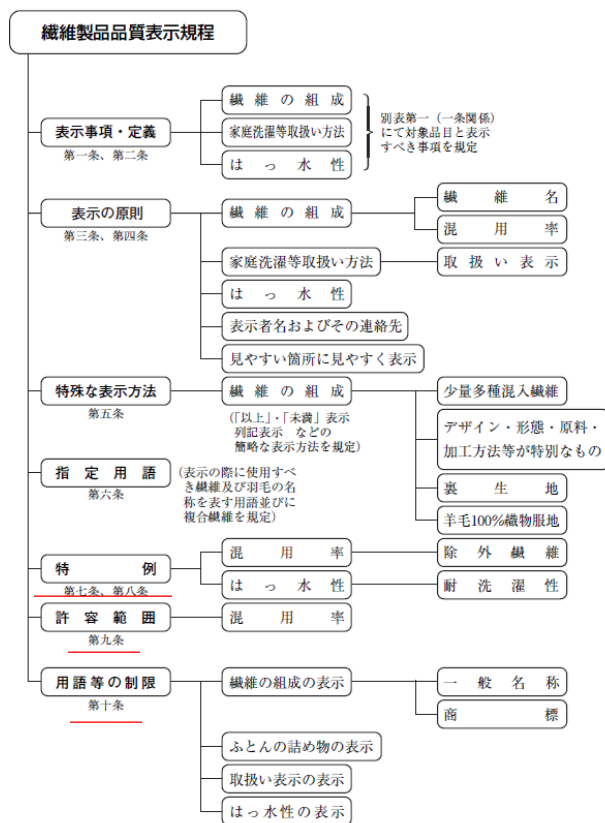 繊維製品品質表示規程
表示事項・定義
第一条、第二条
繊維の組成
家庭洗濯等取扱い方法
はっ水性
別表第一（一条関係）
にて対象品目と表示
すべき事項を規定
表示の原則
第三条、第四条
繊維の組成
繊維名
混用率
家庭洗濯等取扱い方法
取扱い表示
はっ水性
表示者名およびその連絡先
見やすい箇所に見やすく表示
特殊な表示方法
第五条
繊維の組成
（「以上」・「未満」表示
列記表示　などの
簡略な表示方法を規定）
少量多種混入繊維
デザイン・形態・原料・
加工方法等が特別なもの
裏生地
羊毛100％織物服地
指定用語
第六条
（表示の際に使用すべ
き繊維及び羽毛の名
称を表す用語並びに
複合繊維を規定）
特例
第七条、第八条
混用率
除外繊維
はっ水性
耐洗濯性
許容範囲
第九条
混用率
用語等の制限
第十条
繊維の組成の表示
一般名称
商標
ふとんの詰め物の表示
取扱い表示の表示
はっ水性の表示